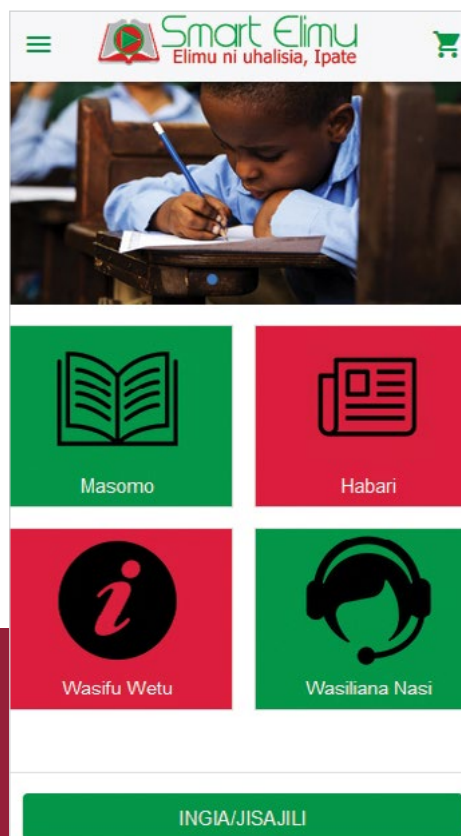 Smart Elimu
Elimu ni uhalisia, Ipate
Masomo
Habari
Wasifu Wetu
Wasiliana Nasi
INGIA/JISAJILI